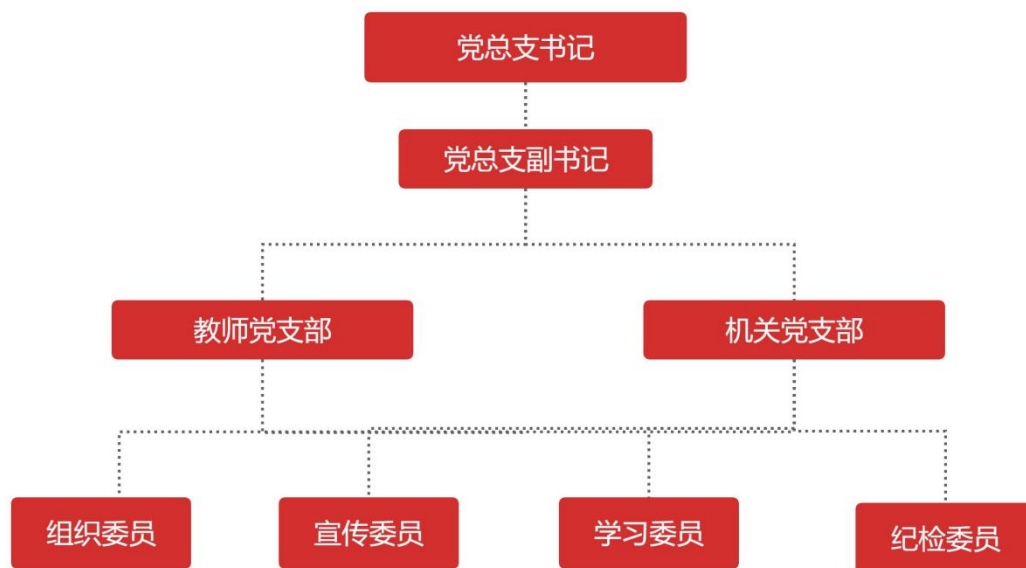 党总支书记
党总支副书记
教师党支部
机关党支部
组织委员
宣传委员
学习委员
纪检委员